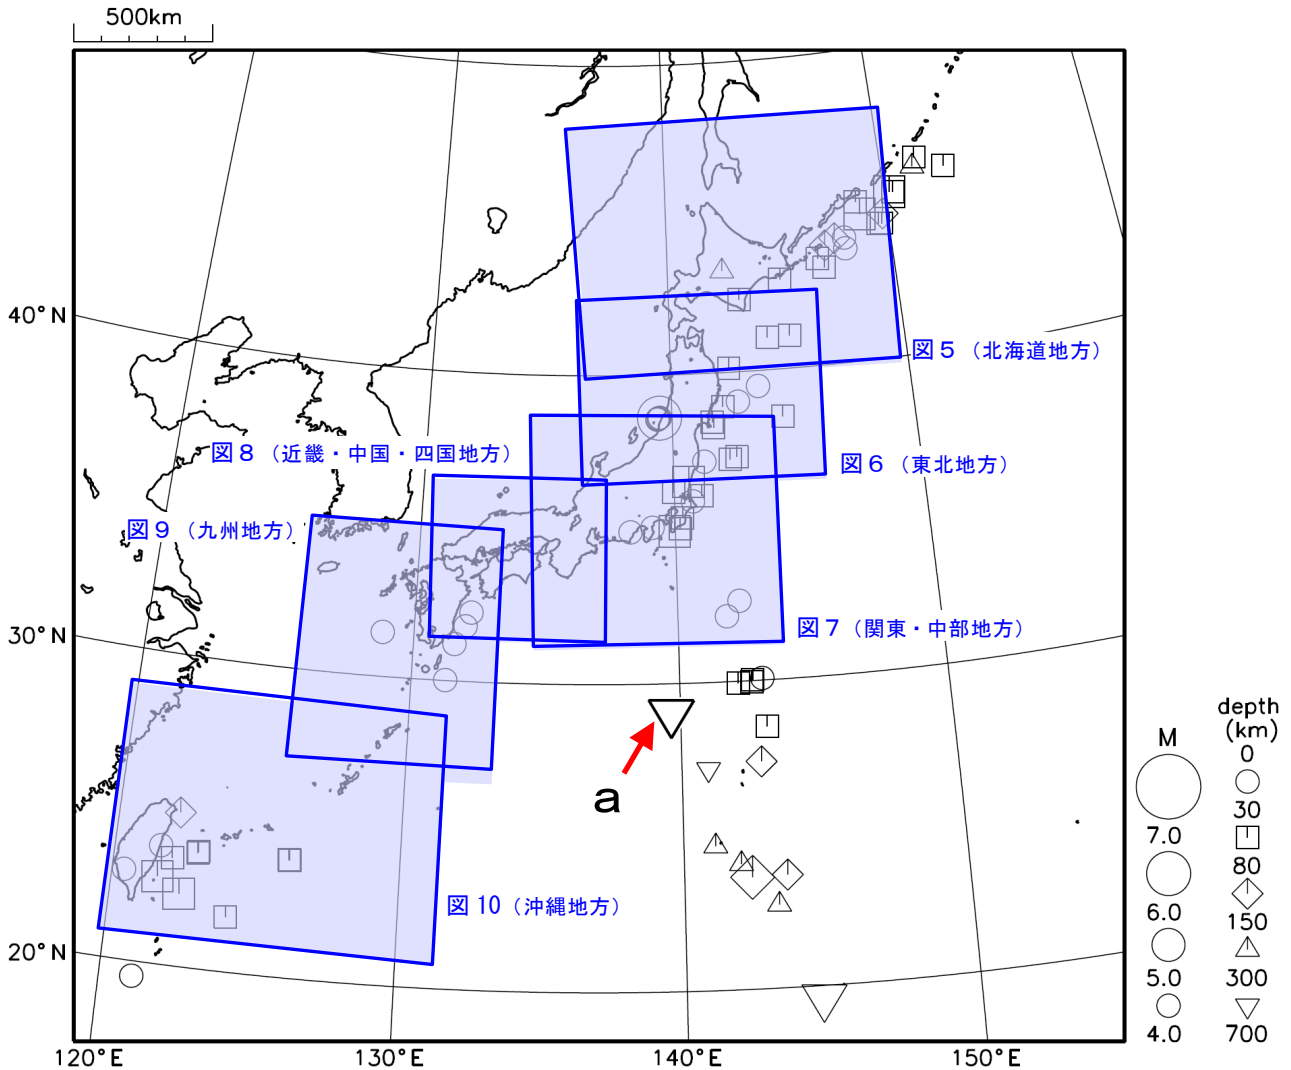 500km
40°N
図5（北海道地方）
図8（近畿・中国・四国地方）
図6（東北地方）
図9（九州地方）
30°N
図7（関東・中部地方）
a
図10（沖縄地方）
20°N
120°E
130°E
140°E
150°E
M
7.0
6.0
5.0
4.0
depth
(km)
0
30
80
150
300
700